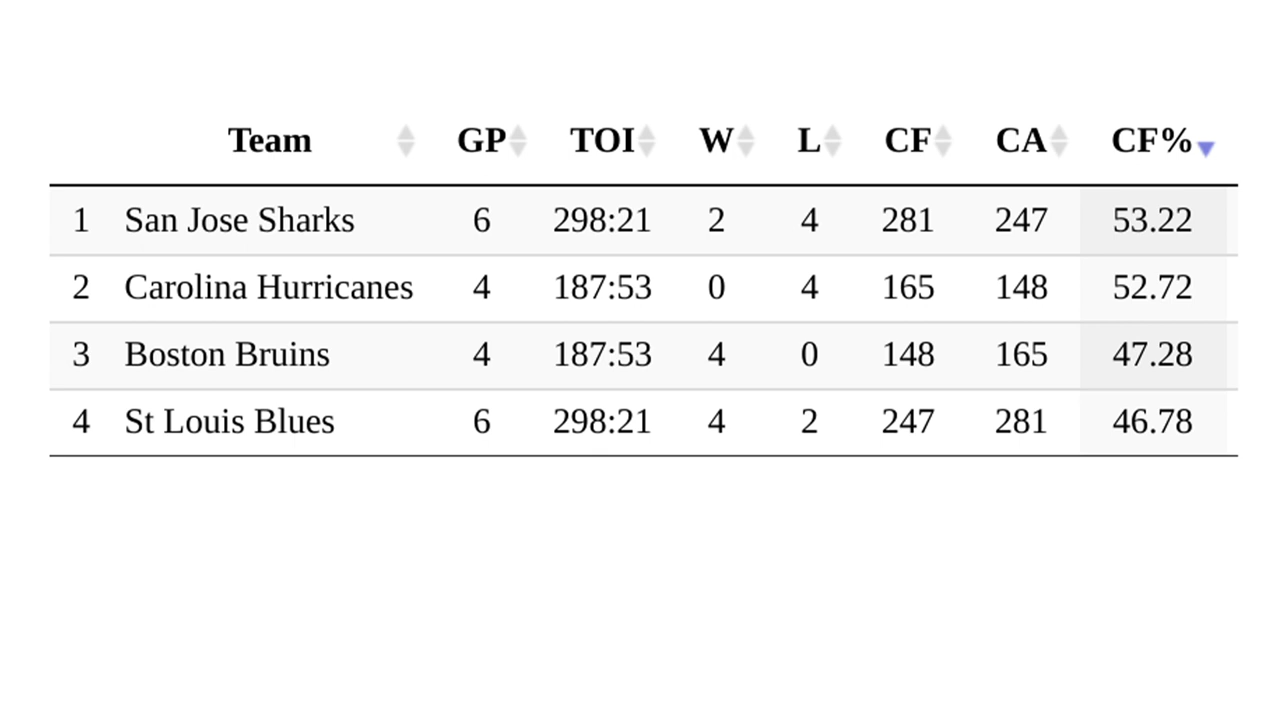 Team GP TOI W L CF CA CF%
1 San Jose Sharks 6 298:21 2 4 281 247 53.22
2 Carolina Hurricanes 4 187:53 0 4 165 148 52.72
3 Boston Bruins 4 187:53 4 0 148 165 47.28
4 St Louis Blues 6 298:21 4 2 247 281 46.78